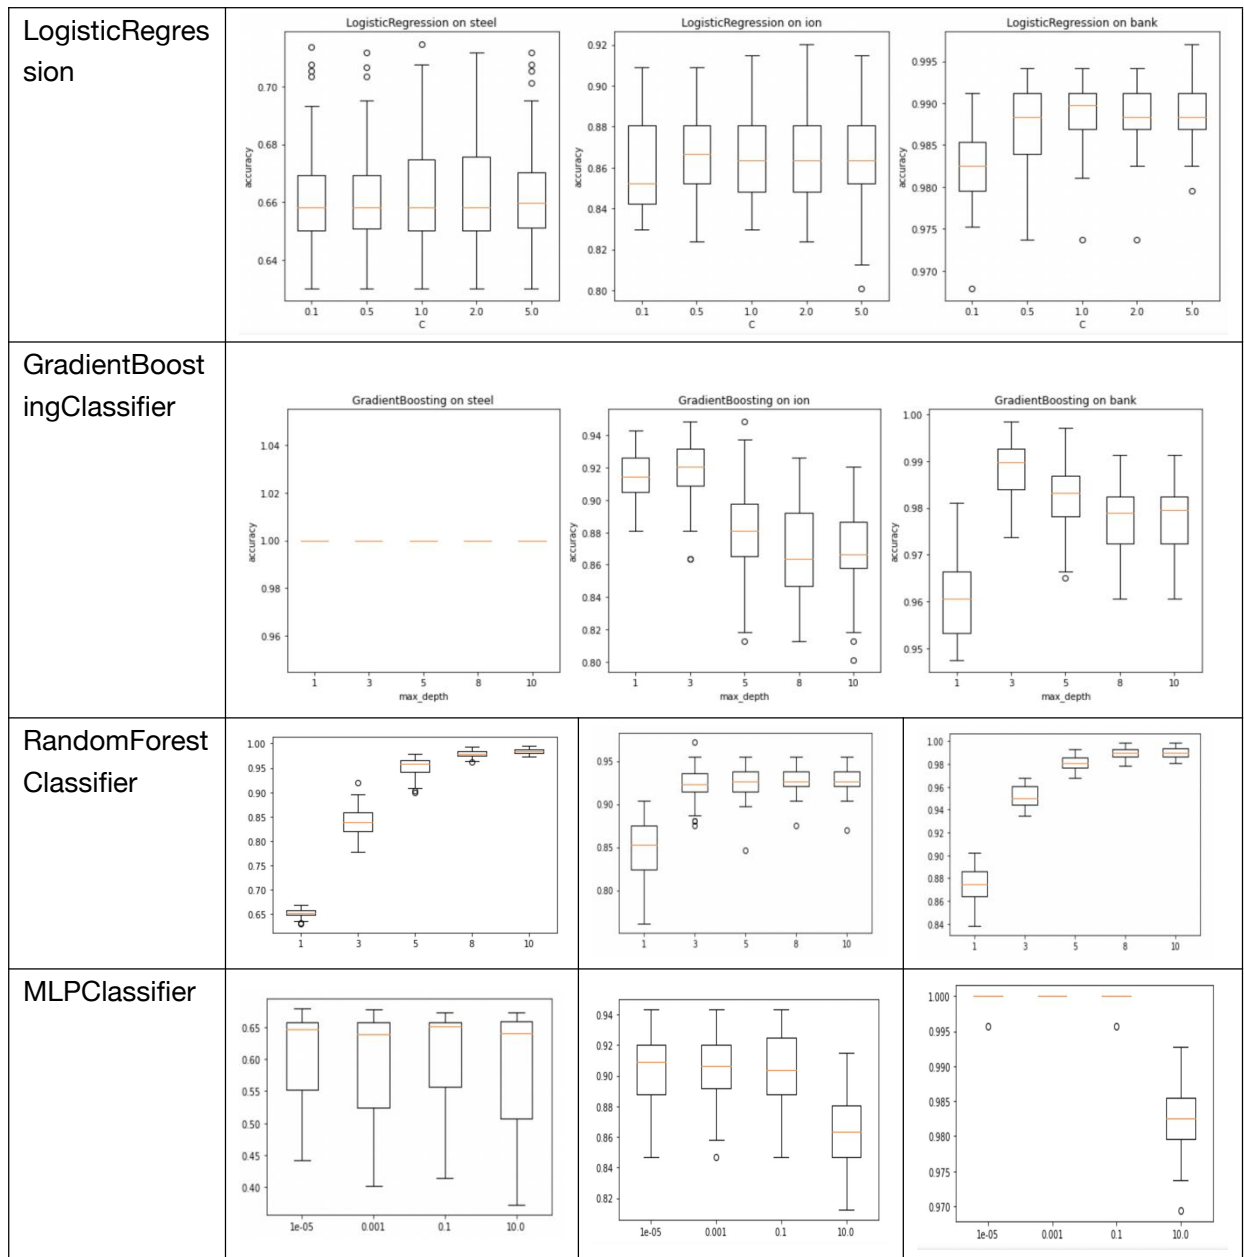 LogisticRegres
sion
LogisticRegression on steel
accuracy
0.70
0.68
0.66
0.64
0.1 0.5 1.0 2.0 5.0
C
LogisticRegression on ion
accuracy
0.92
0.90
0.88
0.86
0.84
0.82
0.80
0.1 0.5 1.0 2.0 5.0
C
LogisticRegression on bank
accuracy
0.995
0.990
0.985
0.980
0.975
0.970
0.1 0.5 1.0 2.0 5.0
C
GradientBoost
ingClassifier
GradientBoosting on steel
accuracy
1.04
1.02
1.00
0.98
0.96
1 3 5 8 10
max_depth
GradientBoosting on ion
accuracy
0.94
0.92
0.90
0.88
0.86
0.84
0.82
0.80
1 3 5 8 10
max_depth
GradientBoosting on bank
accuracy
1.00
0.99
0.98
0.97
0.96
0.95
1 3 5 8 10
max_depth
RandomForest
Classifier
1.00
0.95
0.90
0.85
0.80
0.75
0.70
0.65
1 3 5 8 10
0.95
0.90
0.85
0.80
1 3 5 8 10
1.00
0.98
0.96
0.94
0.92
0.90
0.88
0.86
0.84
1 3 5 8 10
MLPClassifier
0.65
0.60
0.55
0.50
0.45
0.40
1e-05 0.001 0.1 10.0
0.94
0.92
0.90
0.88
0.86
0.84
0.82
1e-05 0.001 0.1 10.0
1.000
0.995
0.990
0.985
0.980
0.975
0.970
1e-05 0.001 0.1 10.0